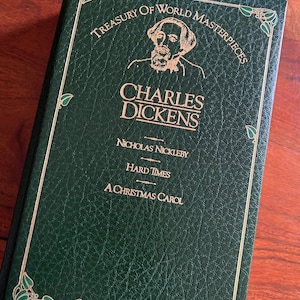 TREASURY OF WORLD MASTERPIECES
CHARLES
DICKENS
NICHOLAS NICKLEBY
HARD TIMES
A CHRISTMAS CAROL